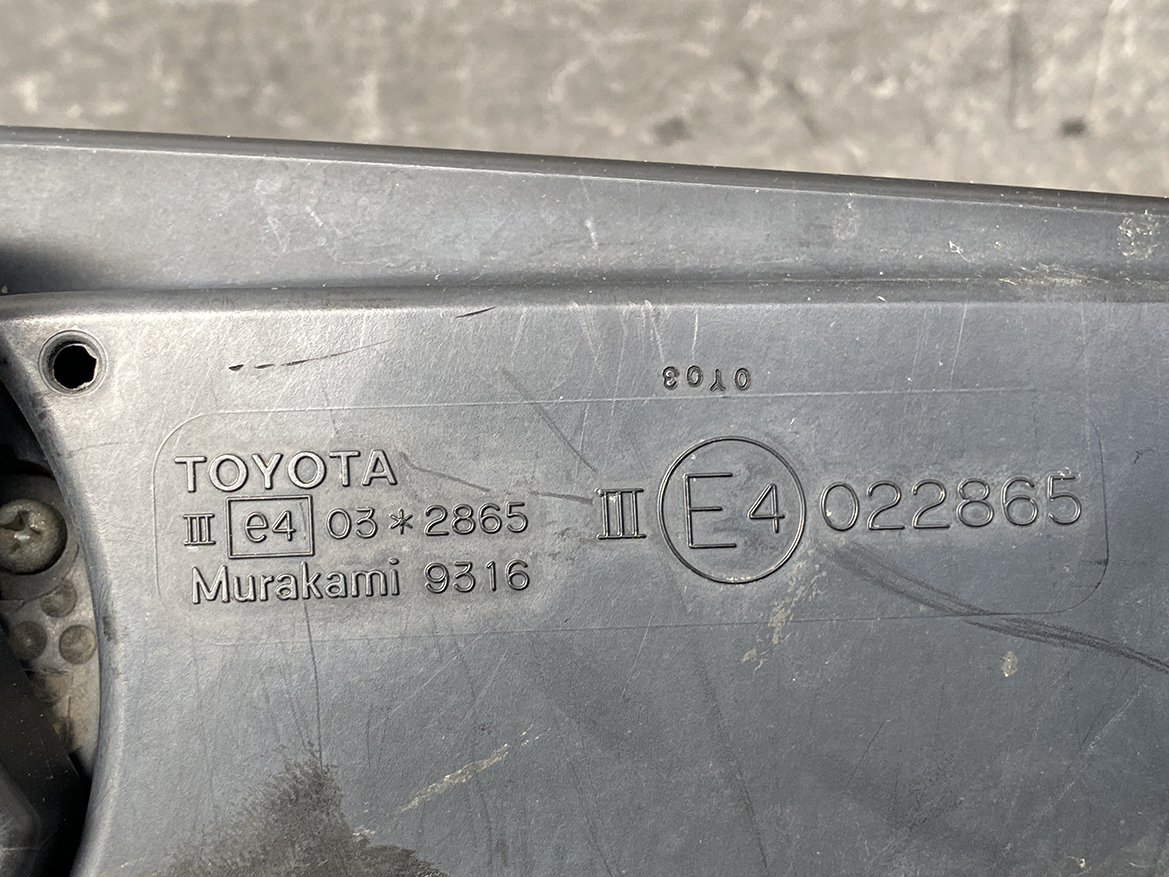 0Y03
TOYOTA
III e4 03*2865
Murakami 9316
III E4 022865